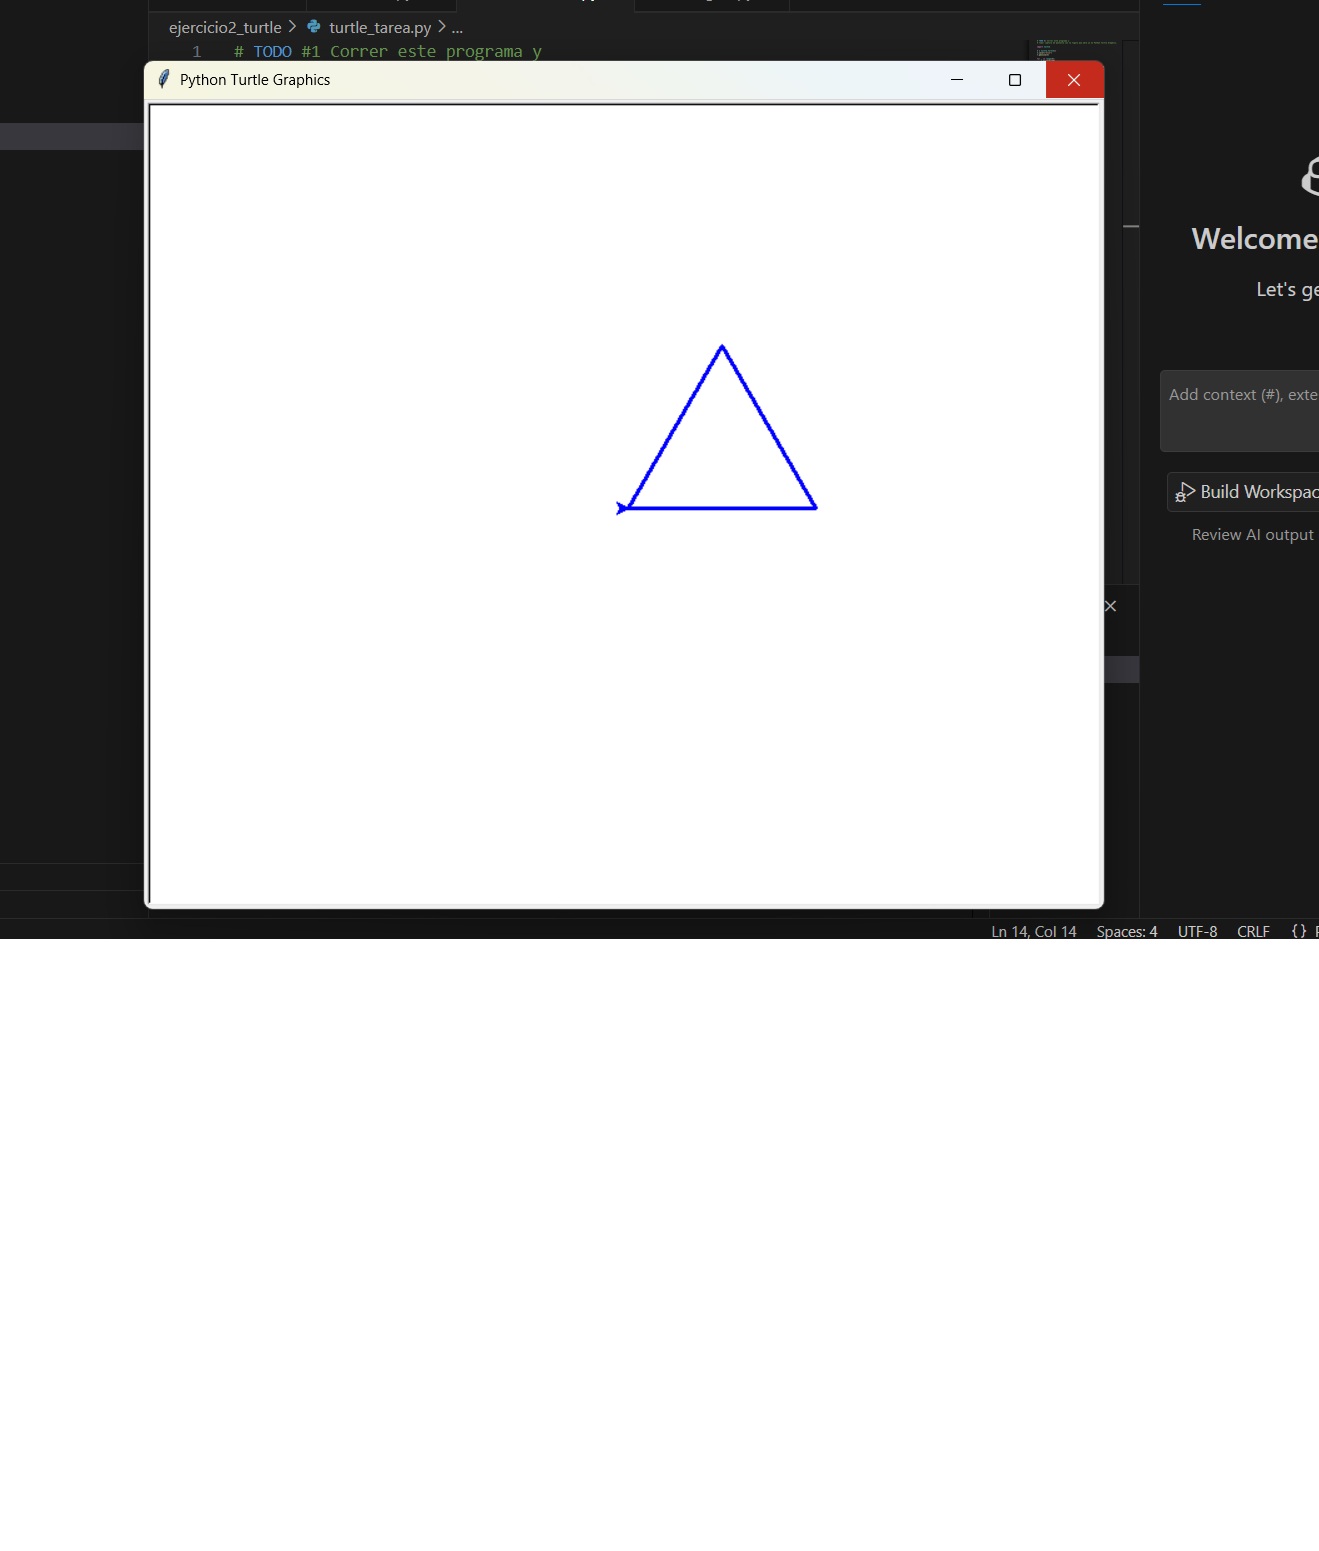 ejercicio2_turtle > turtle_tarea.py > ...
1 # TODO #1 Correr este programa y
Python Turtle Graphics
Welcome
Let's ge
Add context (#), exte
Build Workspac
Review AI output
Ln 14, Col 14 Spaces: 4 UTF-8 CRLF {}